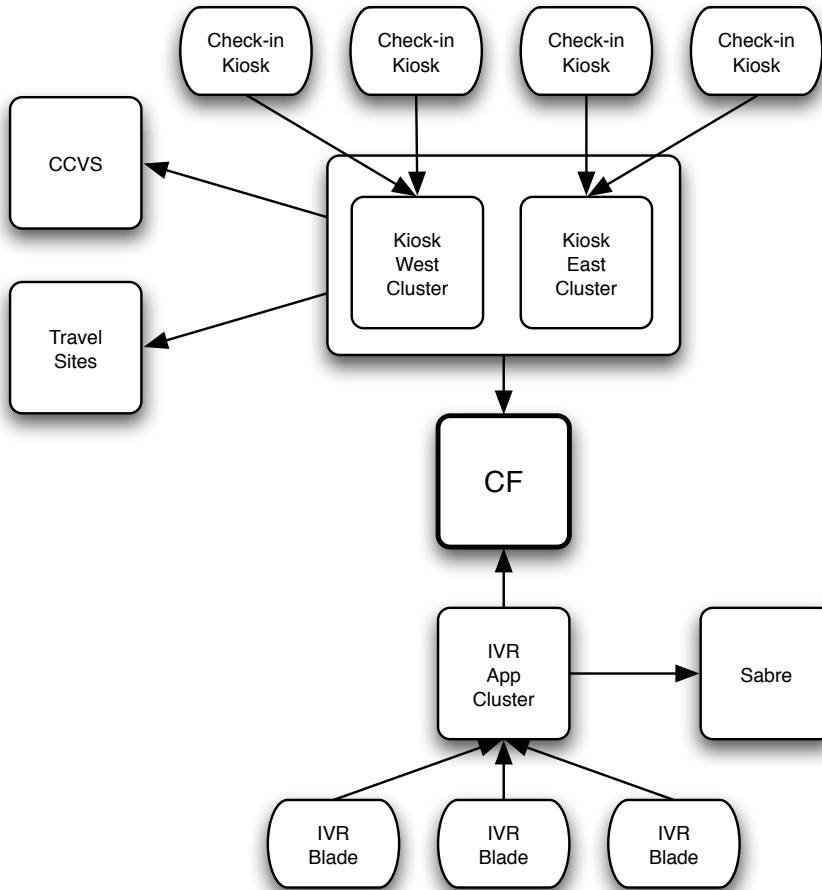 Check-in
Kiosk
Check-in
Kiosk
Check-in
Kiosk
Check-in
Kiosk
CCVS
Kiosk
West
Cluster
Kiosk
East
Cluster
Travel
Sites
CF
IVR
App
Cluster
Sabre
IVR
Blade
IVR
Blade
IVR
Blade